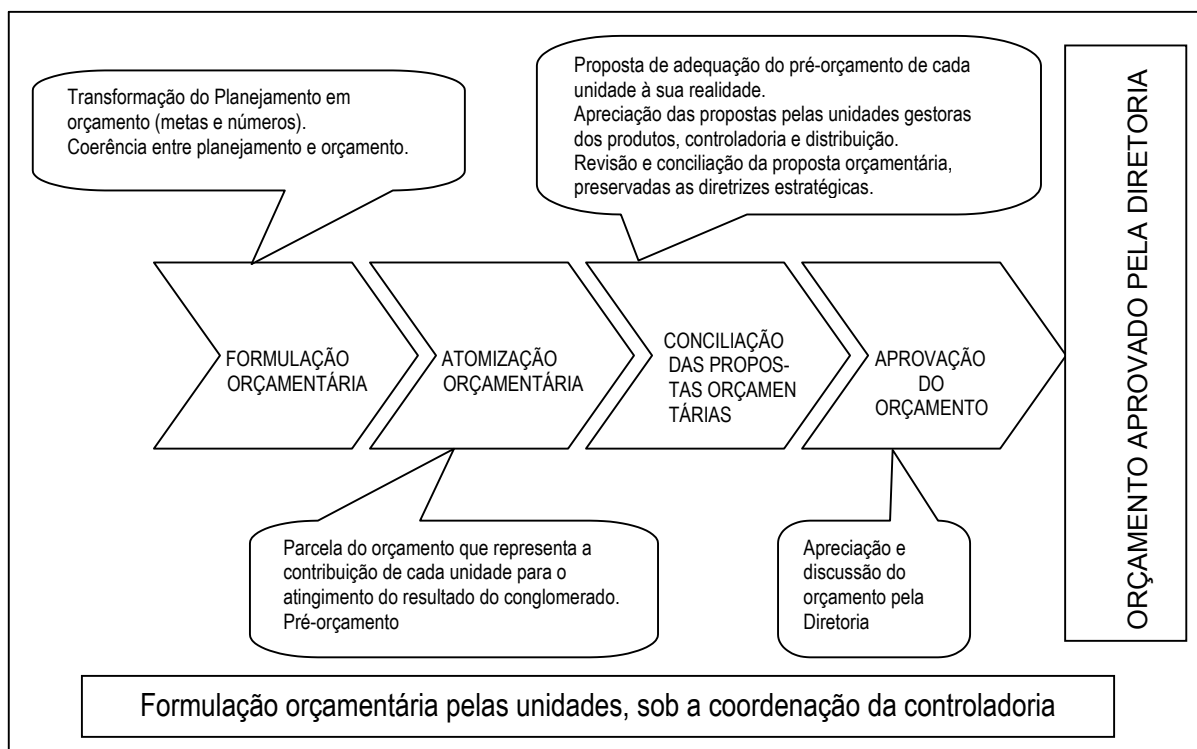 Transformação do Planejamento em
orçamento (metas e números).
Coerência entre planejamento e orçamento.
Proposta de adequação do pré-orçamento de cada
unidade à sua realidade.
Apreciação das propostas pelas unidades gestoras
dos produtos, controladoria e distribuição.
Revisão e conciliação da proposta orçamentária,
preservadas as diretrizes estratégicas.
FORMULAÇÃO
ORÇAMENTÁRIA
ATOMIZAÇÃO
ORÇAMENTÁRIA
CONCILIAÇÃO
DAS PROPOS-
TAS ORÇAMEN
TÁRIAS
APROVAÇÃO
DO
ORÇAMENTO
ORÇAMENTO APROVADO PELA DIRETORIA
Parcela do orçamento que representa a
contribuição de cada unidade para o
atingimento do resultado do conglomerado.
Pré-orçamento
Apreciação e
discussão do
orçamento pela
Diretoria
Formulação orçamentária pelas unidades, sob a coordenação da controladoria